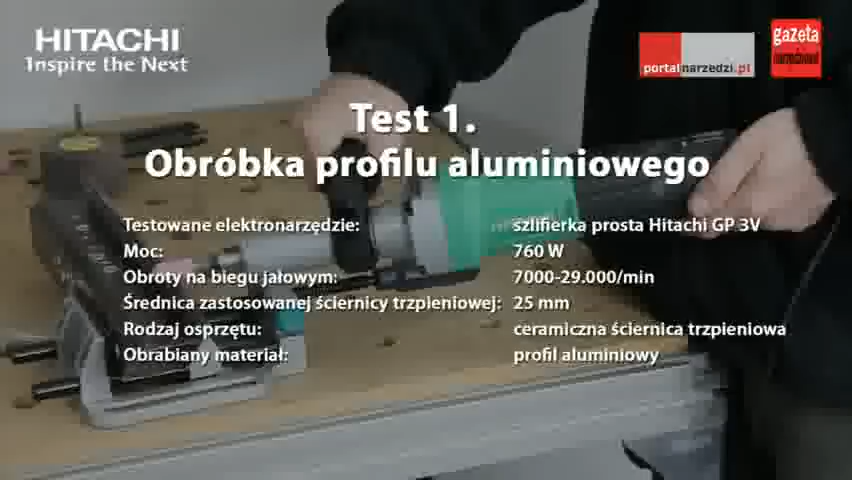 HITACHI
Inspire the Next
portalnarzedzi.pl
gazeta
narzędziowa
Test 1.
Obróbka profilu aluminiowego
Testowane elektronarzędzie: szlifierka prosta Hitachi GP 3V
Moc: 760 W
Obroty na biegu jałowym: 7000-29.000/min
Średnica zastosowanej ściernicy trzpieniowej: 25 mm
Rodzaj osprzętu: ceramiczna ściernica trzpieniowa
Obrabiany materiał: profil aluminiowy